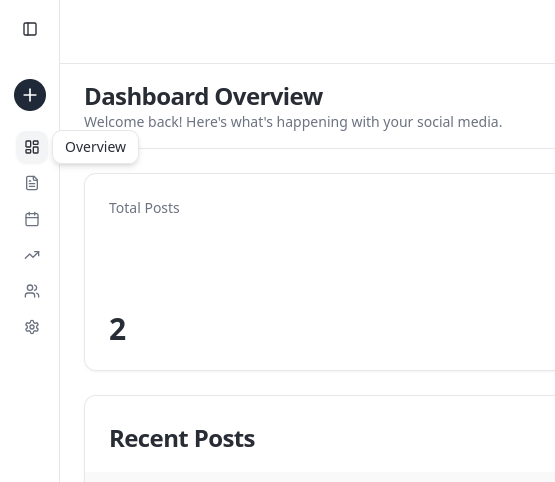 Dashboard Overview
Welcome back! Here's what's happening with your social media.
Overview
Total Posts
2
Recent Posts